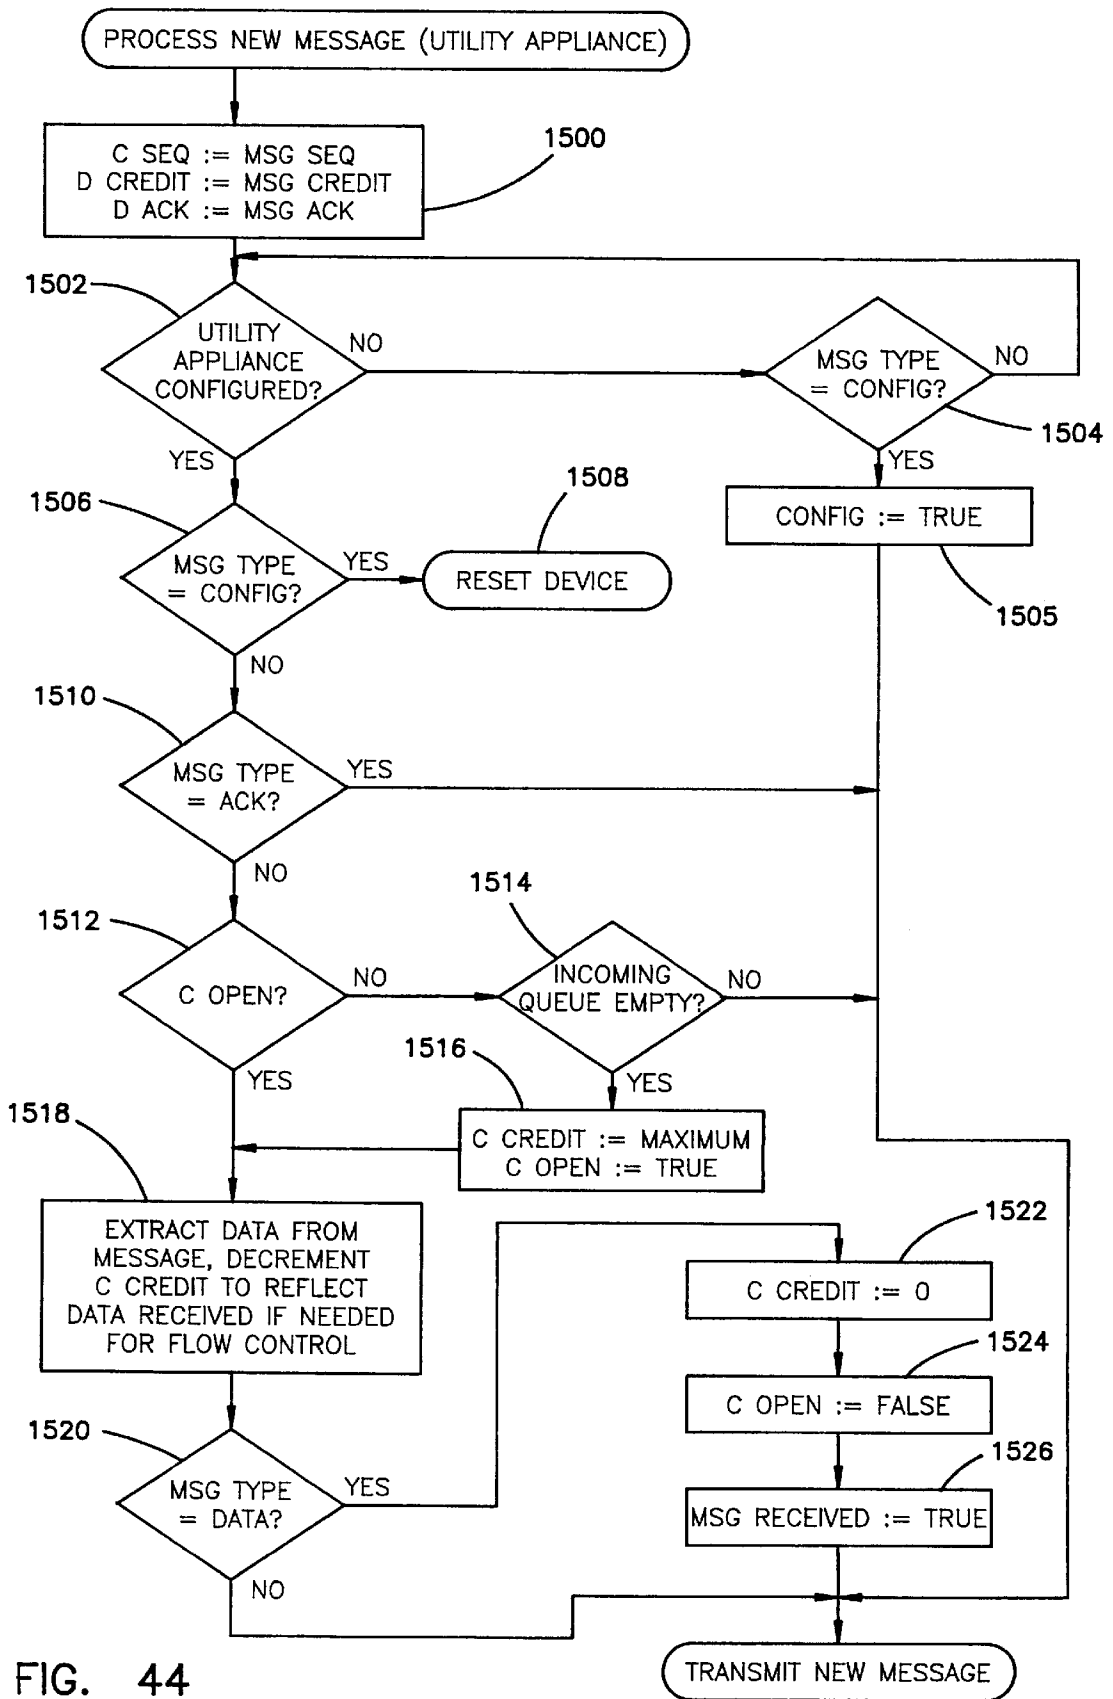 PROCESS NEW MESSAGE (UTILITY APPLIANCE)
1500
C SEQ := MSG SEQ
D CREDIT := MSG CREDIT
D ACK := MSG ACK
1502
UTILITY
APPLIANCE
CONFIGURED?
NO
YES
MSG TYPE
= CONFIG?
NO
1504
YES
CONFIG := TRUE
1505
1506
MSG TYPE
= CONFIG?
YES
1508
RESET DEVICE
NO
1510
MSG TYPE
= ACK?
YES
NO
1512
C OPEN?
NO
YES
1514
INCOMING
QUEUE EMPTY?
NO
YES
1516
C CREDIT := MAXIMUM
C OPEN := TRUE
1518
EXTRACT DATA FROM
MESSAGE, DECREMENT
C CREDIT TO REFLECT
DATA RECEIVED IF NEEDED
FOR FLOW CONTROL
1520
MSG TYPE
= DATA?
YES
NO
1522
C CREDIT := 0
1524
C OPEN := FALSE
1526
MSG RECEIVED := TRUE
TRANSMIT NEW MESSAGE
FIG. 44